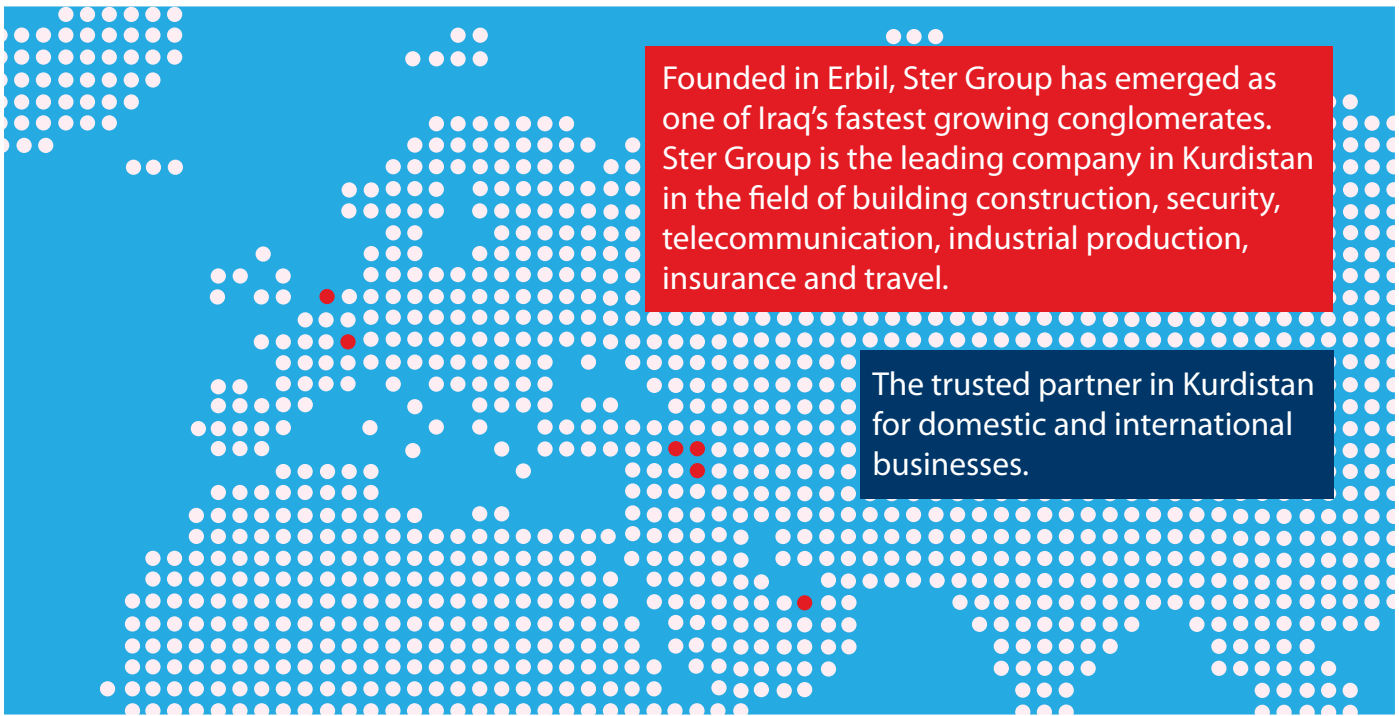 Founded in Erbil, Ster Group has emerged as
one of Iraq’s fastest growing conglomerates.
Ster Group is the leading company in Kurdistan
in the field of building construction, security,
telecommunication, industrial production,
insurance and travel.
The trusted partner in Kurdistan
for domestic and international
businesses.